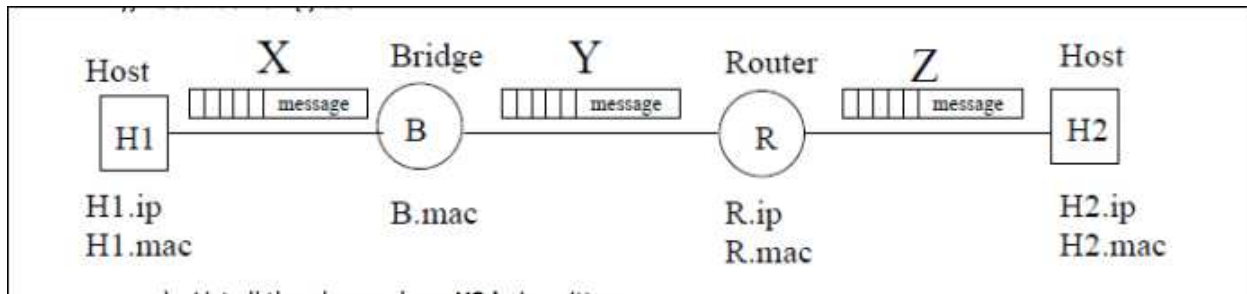 X
Y
Z
Host
Bridge
Router
Host
message
message
message
H1
B
R
H2
H1.ip
H1.mac
B.mac
R.ip
R.mac
H2.ip
H2.mac